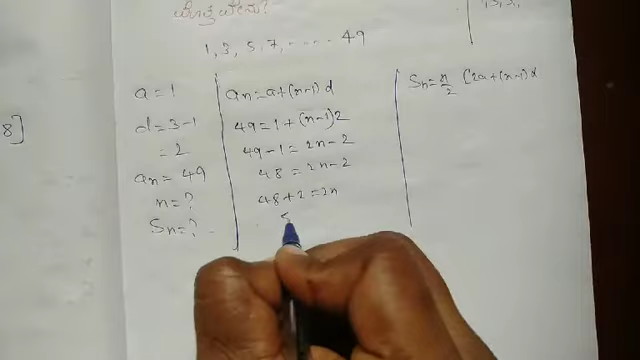 1, 3, 5, 7, ..... 49
a = 1
d = 3-1
= 2
an = 49
n = ?
Sn = ?
an = a + (n-1) d
49 = 1 + (n-1) 2
49 - 1 = 2n - 2
48 = 2n - 2
48 + 2 = 2n
5
Sn = n/2 [2a + (n-1) d
8]